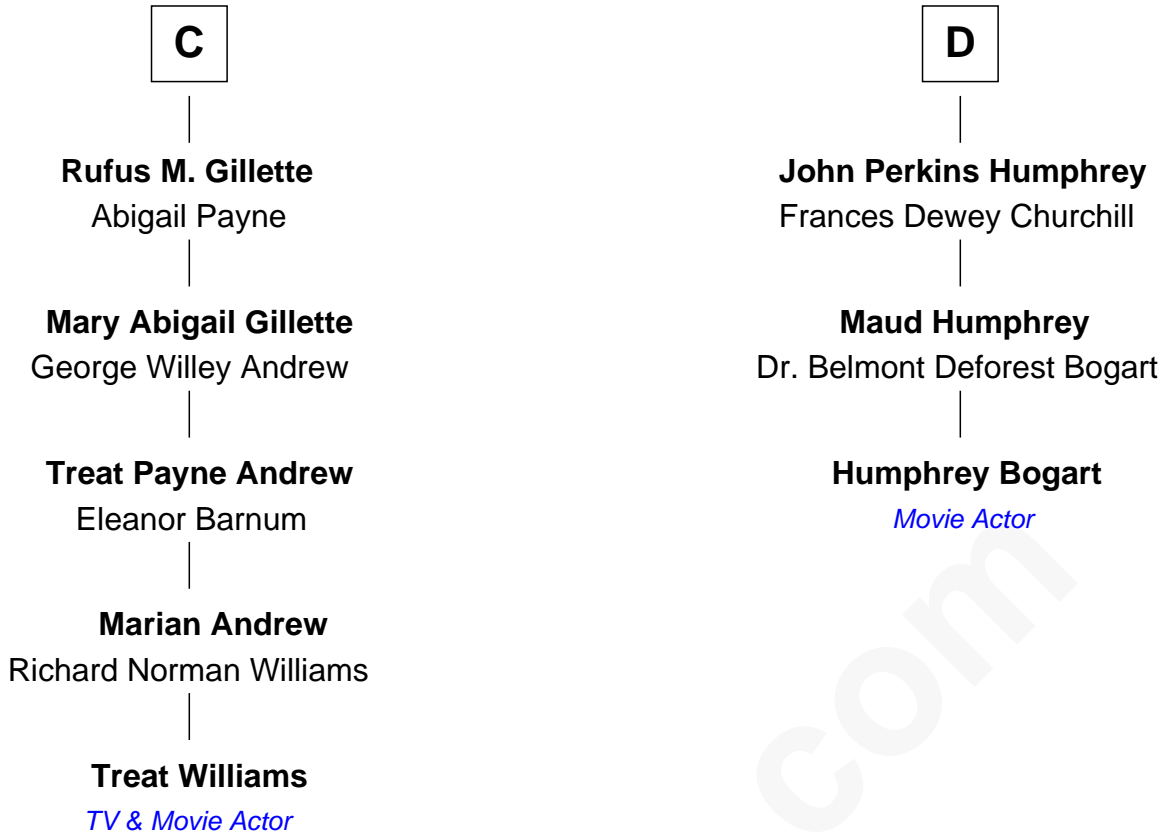 C
Rufus M. Gillette
Abigail Payne
Mary Abigail Gillette
George Willey Andrew
Treat Payne Andrew
Eleanor Barnum
Marian Andrew
Richard Norman Williams
Treat Williams
TV & Movie Actor
D
John Perkins Humphrey
Frances Dewey Churchill
Maud Humphrey
Dr. Belmont Deforest Bogart
Humphrey Bogart
Movie Actor
com